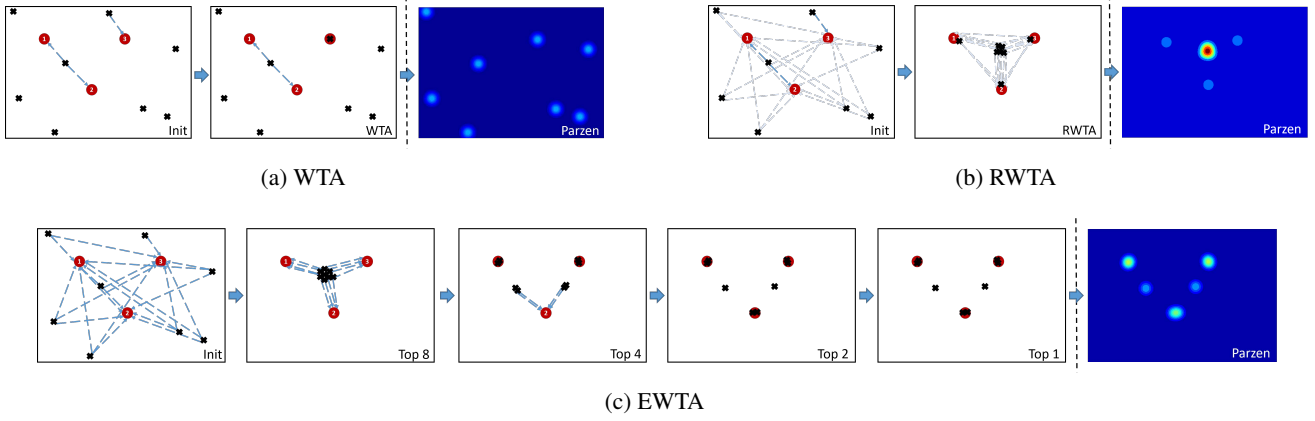 1
3
2
Init
1
2
WTA
Parzen
1
3
2
Init
1
3
2
RWTA
Parzen
(a) WTA
(b) RWTA
1
3
2
Init
1
3
2
Top 8
2
Top 4
Top 2
Top 1
Parzen
(c) EWTA